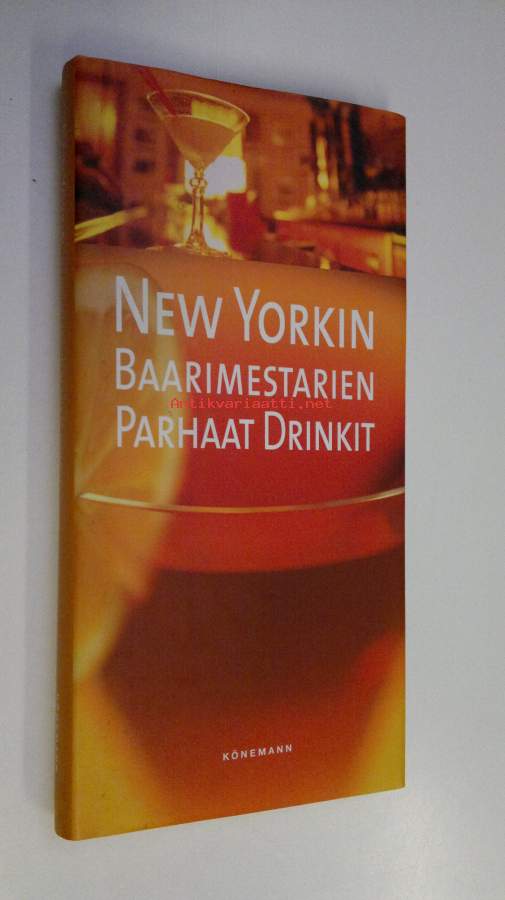 NEW YORKIN
BAARIMESTARIEN
Antikvariaatti.net
PARHAAT DRINKIT
KÖNEMANN